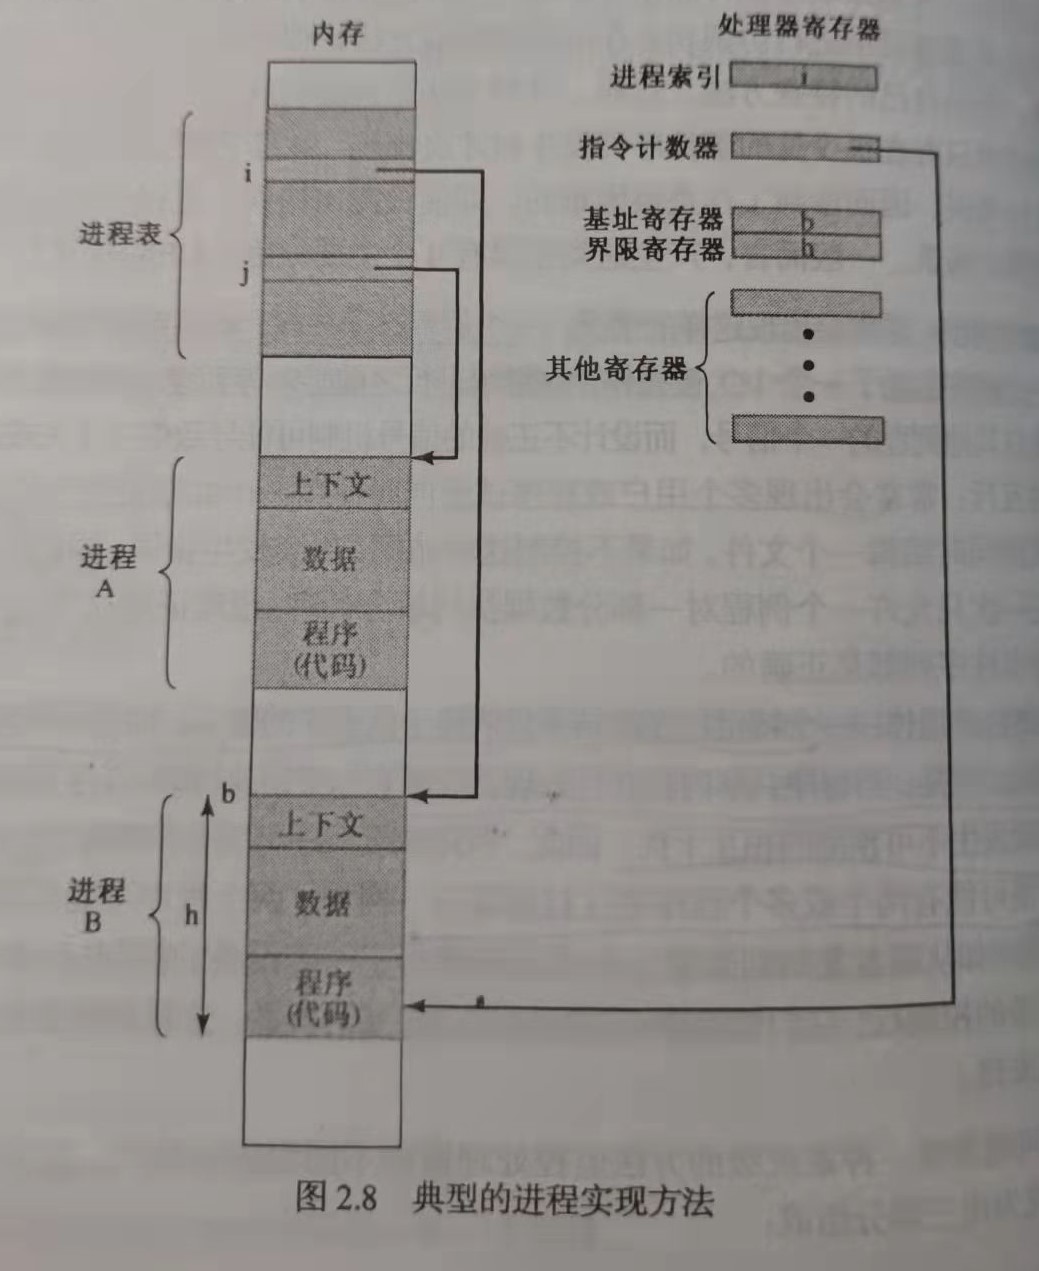 内存
处理器寄存器
进程索引
i
指令计数器
基址寄存器
b
界限寄存器
h
其他寄存器
进程表
i
j
进程
A
上下文
数据
程序
(代码)
b
进程
B
h
上下文
数据
程序
(代码)
图 2.8 典型的进程实现方法